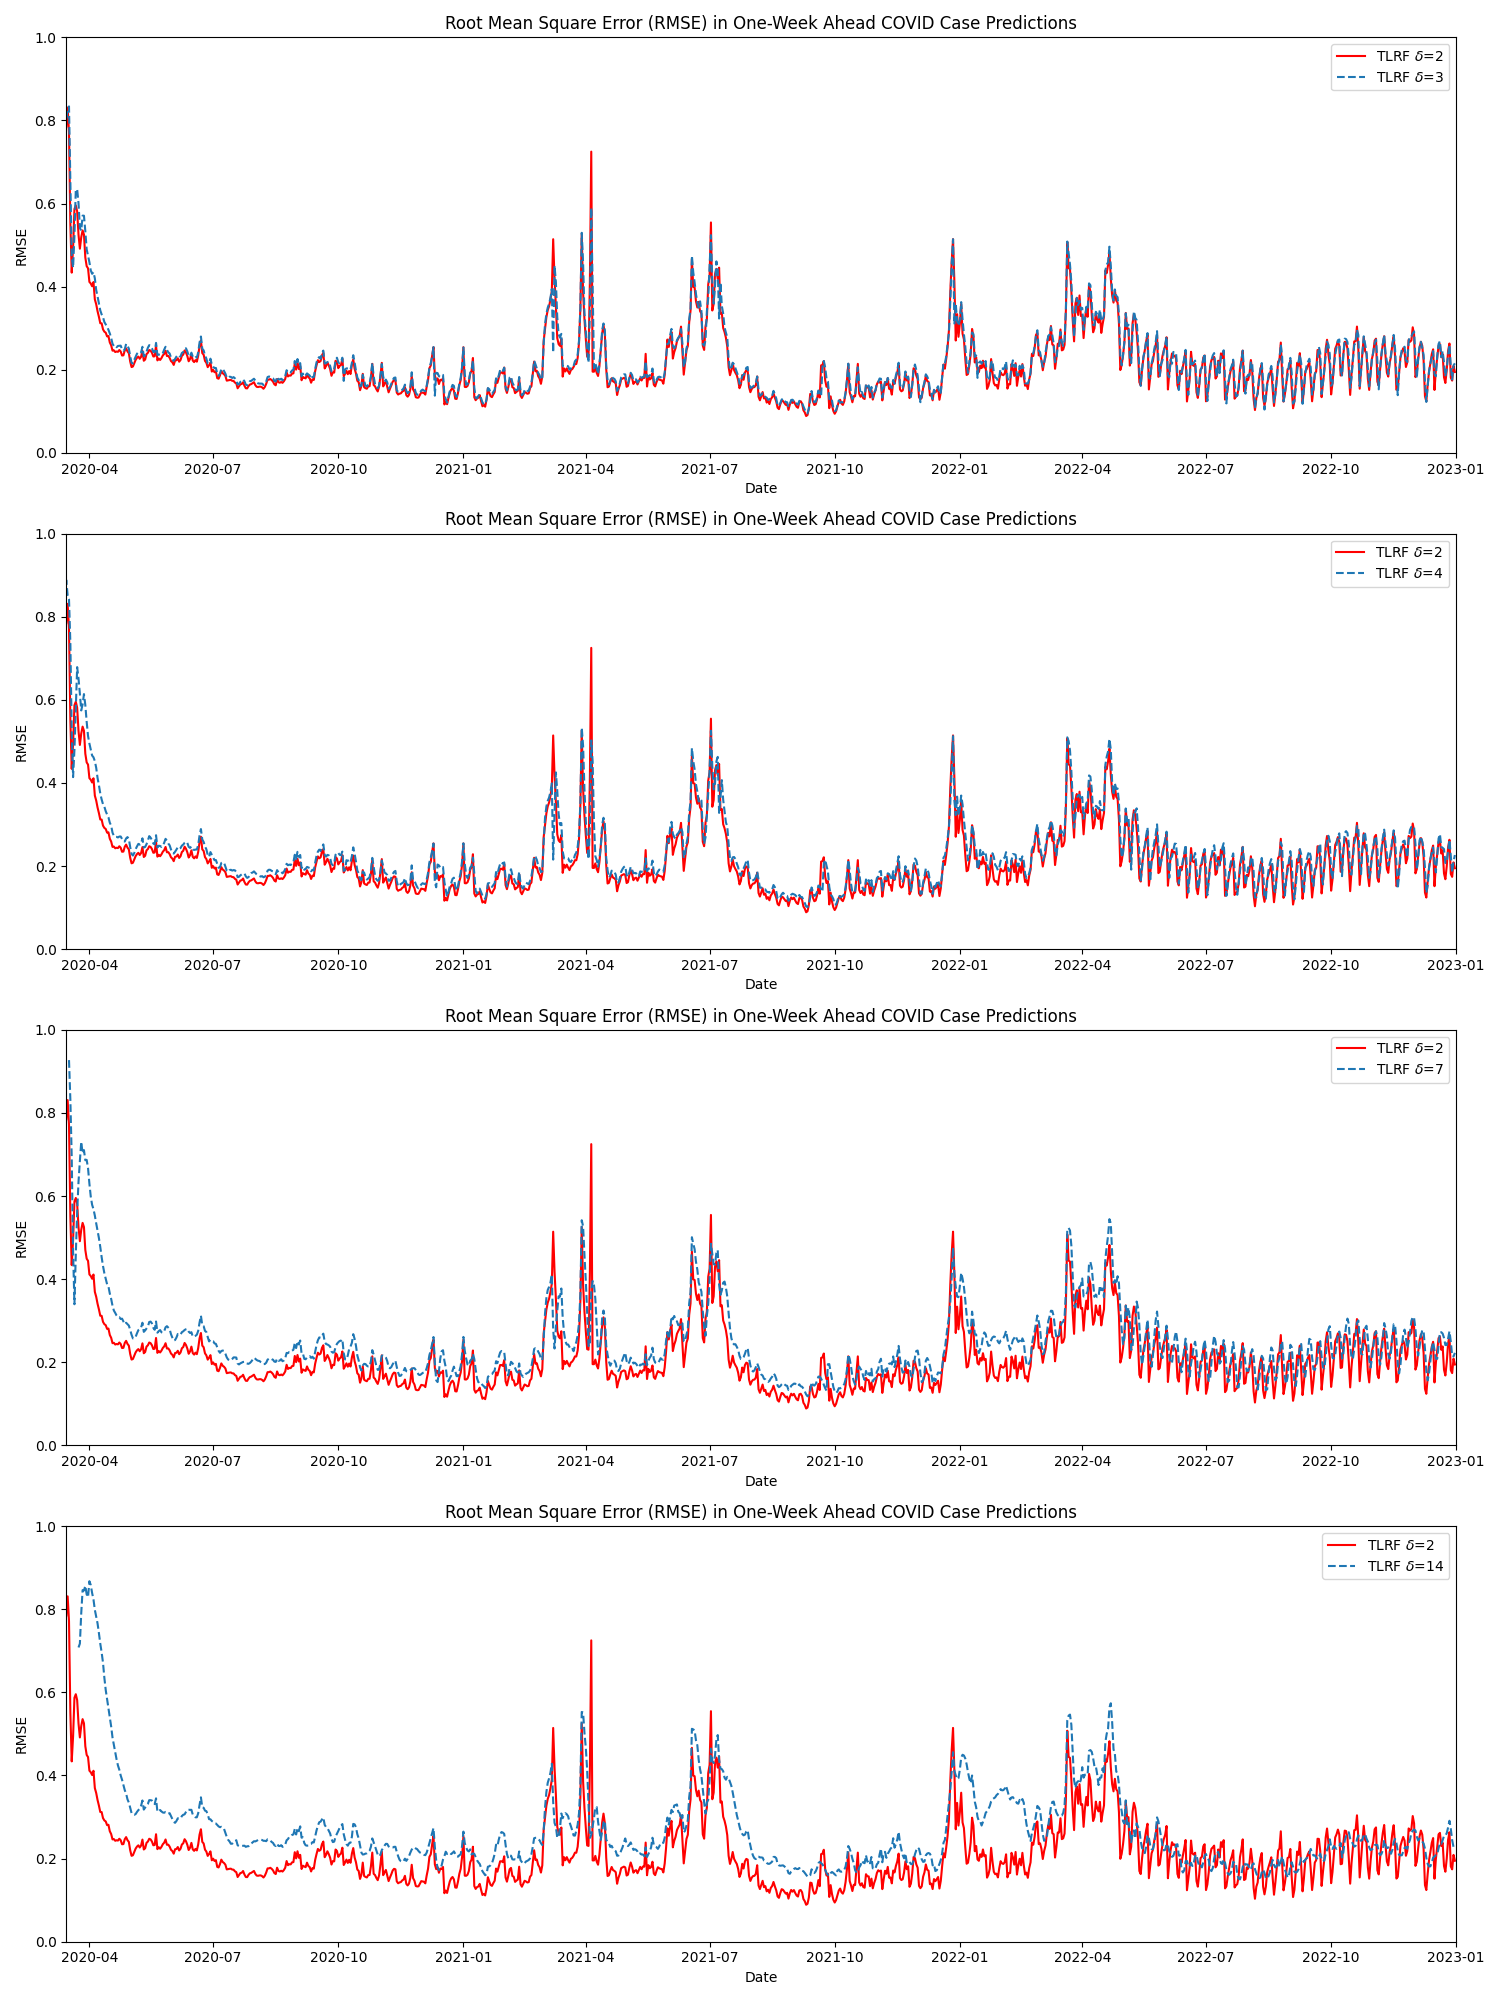 Root Mean Square Error (RMSE) in One-Week Ahead COVID Case Predictions
1.0
TLRF δ=2
TLRF δ=3
0.8
0.6
RMSE
0.4
0.2
0.0
2020-04 2020-07 2020-10 2021-01 2021-04 2021-07 2021-10 2022-01 2022-04 2022-07 2022-10 2023-01
Date
Root Mean Square Error (RMSE) in One-Week Ahead COVID Case Predictions
1.0
TLRF δ=2
TLRF δ=4
0.8
0.6
RMSE
0.4
0.2
0.0
2020-04 2020-07 2020-10 2021-01 2021-04 2021-07 2021-10 2022-01 2022-04 2022-07 2022-10 2023-01
Date
Root Mean Square Error (RMSE) in One-Week Ahead COVID Case Predictions
1.0
TLRF δ=2
TLRF δ=7
0.8
0.6
RMSE
0.4
0.2
0.0
2020-04 2020-07 2020-10 2021-01 2021-04 2021-07 2021-10 2022-01 2022-04 2022-07 2022-10 2023-01
Date
Root Mean Square Error (RMSE) in One-Week Ahead COVID Case Predictions
1.0
TLRF δ=2
TLRF δ=14
0.8
0.6
RMSE
0.4
0.2
0.0
2020-04 2020-07 2020-10 2021-01 2021-04 2021-07 2021-10 2022-01 2022-04 2022-07 2022-10 2023-01
Date